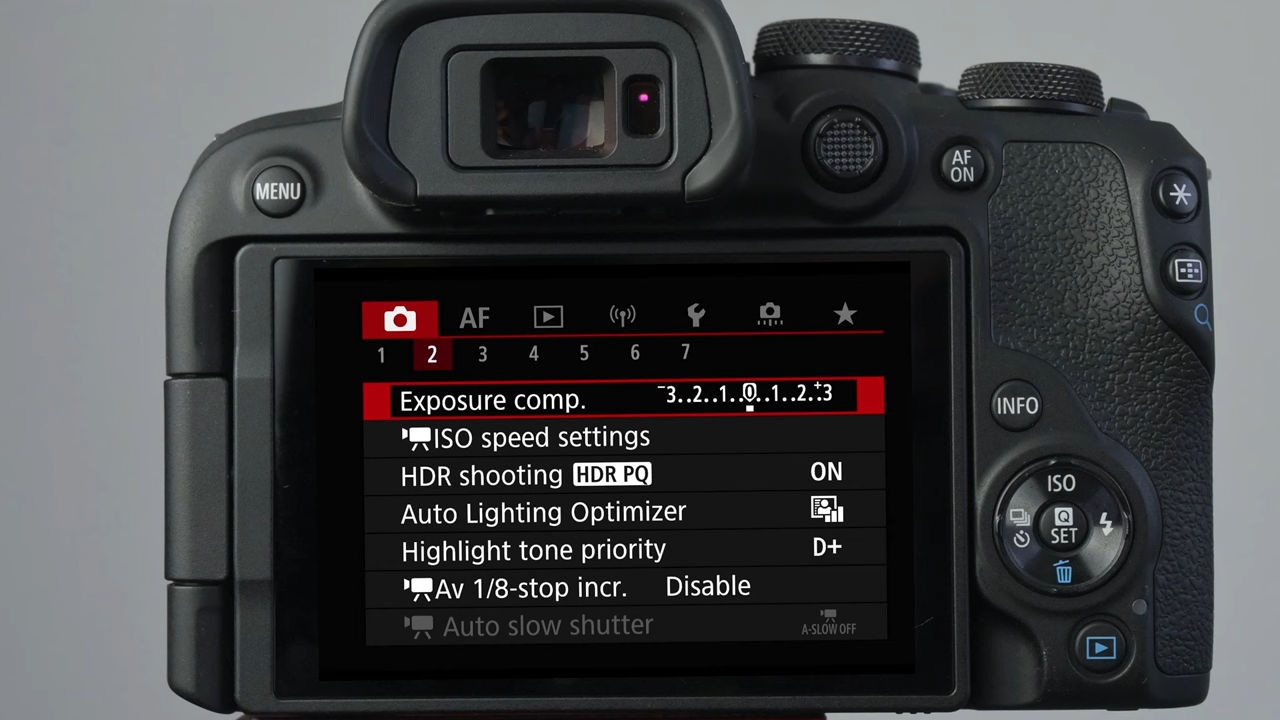 MENU
AF
ON
AF
1 2 3 4 5 6 7
Exposure comp. -3..2..1..0..1..2..+3
ISO speed settings
HDR shooting HDR PQ ON
Auto Lighting Optimizer
Highlight tone priority D+
Av 1/8-stop incr. Disable
Auto slow shutter A-SLOW OFF
INFO
ISO
Q
SET